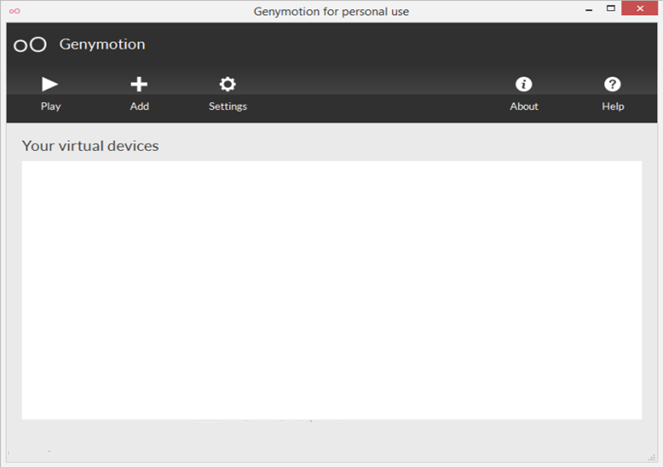 Genymotion for personal use
Genymotion
Play Add Settings About Help
Your virtual devices